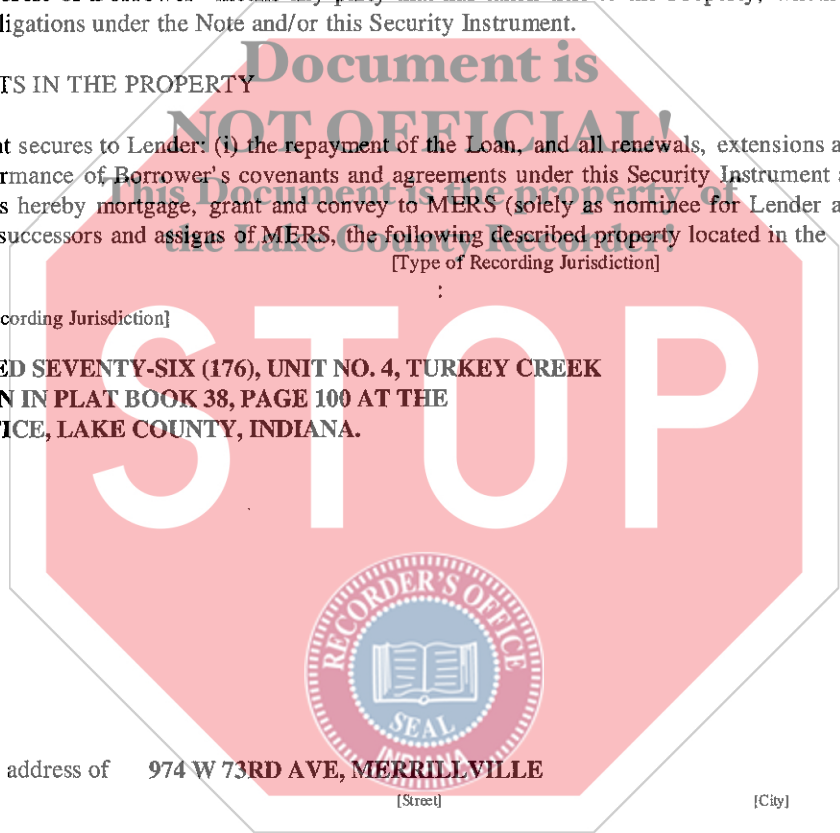 ligations under the Note and/or this Security Instrument.
Document is
TS IN THE PROPERTY
NOT OFFICIAL!
t secures to Lender: (i) the repayment of the Loan, and all renewals, extensions a
rmance of Borrower's covenants and agreements under this Security Instrument
This Document is the property of
s hereby mortgage, grant and convey to MERS (solely as nominee for Lender a
successors and assigns of MERS, the following described property located in the
the Lake County Recorder!
[Type of Recording Jurisdiction]
:
cording Jurisdiction]
ED SEVENTY-SIX (176), UNIT NO. 4, TURKEY CREEK
N IN PLAT BOOK 38, PAGE 100 AT THE
ICE, LAKE COUNTY, INDIANA.
STOP
RECORDER'S OFFICE
SEAL
INDIANA
address of 974 W 73RD AVE, MERRILLVILLE
[Street] [City]